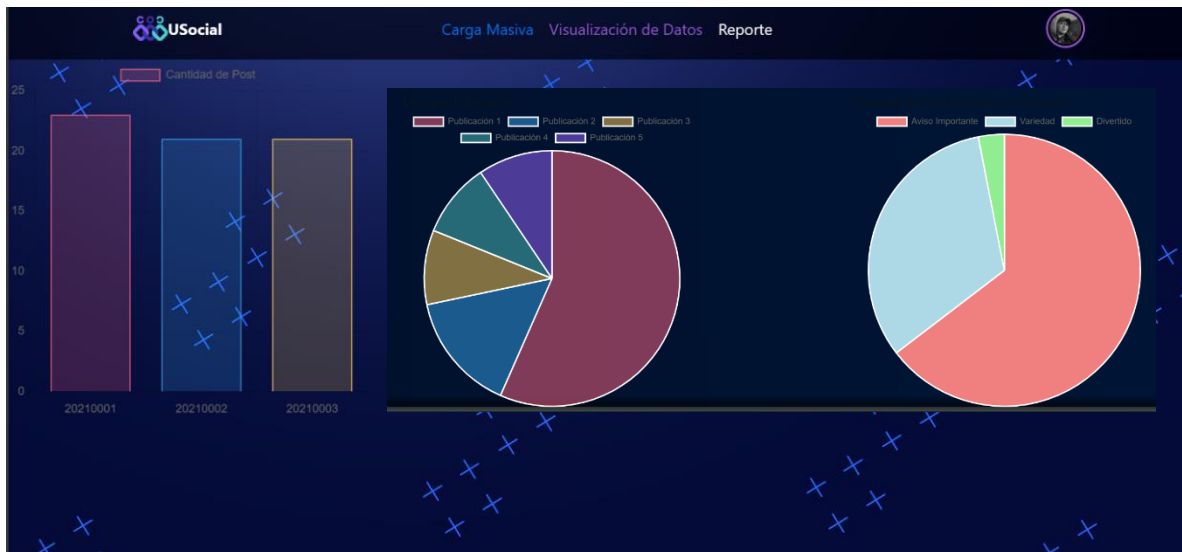 USocial
Carga Masiva Visualización de Datos Reporte
Cantidad de Post
25
20
15
10
5
0
20210001 20210002 20210003
Publicación 1 Publicación 2 Publicación 3
Publicación 4 Publicación 5
Aviso Importante Variedad Divertido